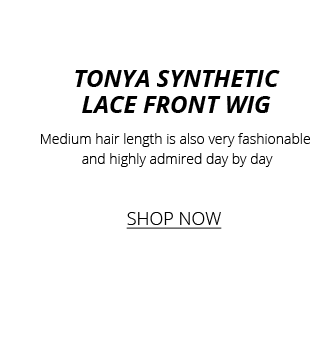 TONYA SYNTHETIC
LACE FRONT WIG
Medium hair length is also very fashionable
and highly admired day by day
SHOP NOW